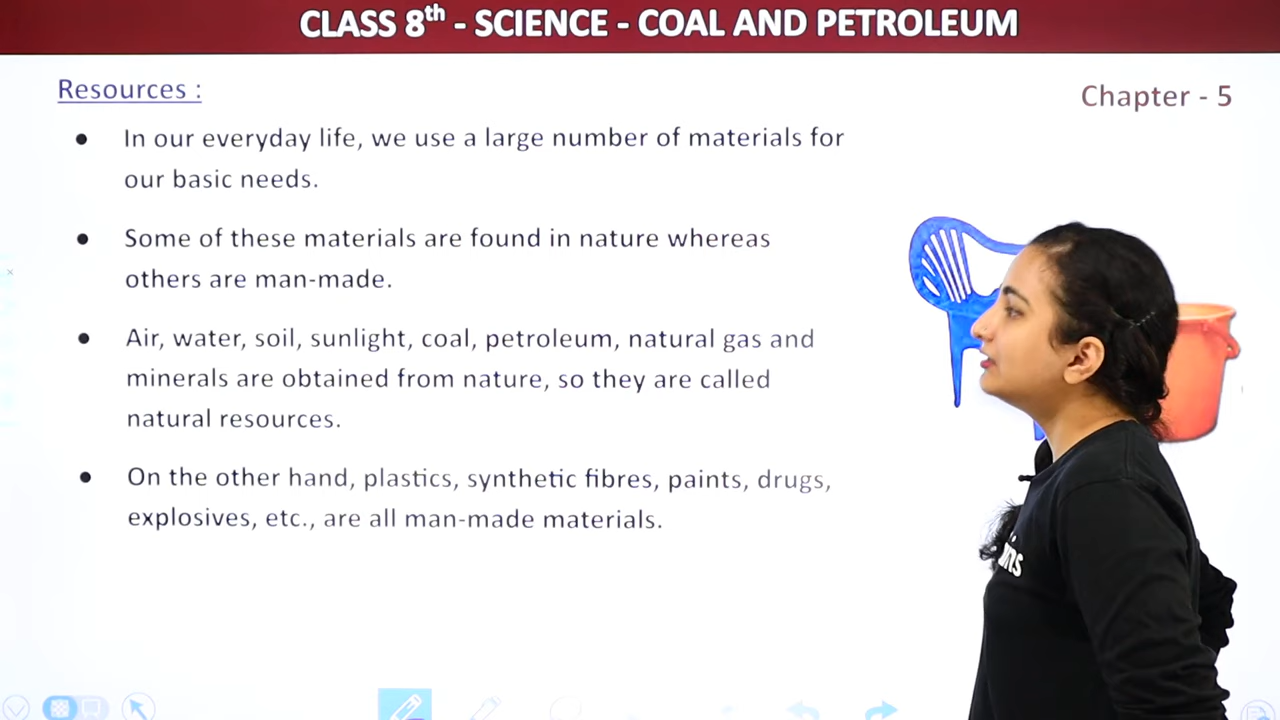 CLASS 8th - SCIENCE - COAL AND PETROLEUM
Resources :
Chapter - 5
● In our everyday life, we use a large number of materials for
our basic needs.
● Some of these materials are found in nature whereas
others are man-made.
● Air, water, soil, sunlight, coal, petroleum, natural gas and
minerals are obtained from nature, so they are called
natural resources.
● On the other hand, plastics, synthetic fibres, paints, drugs,
explosives, etc., are all man-made materials.